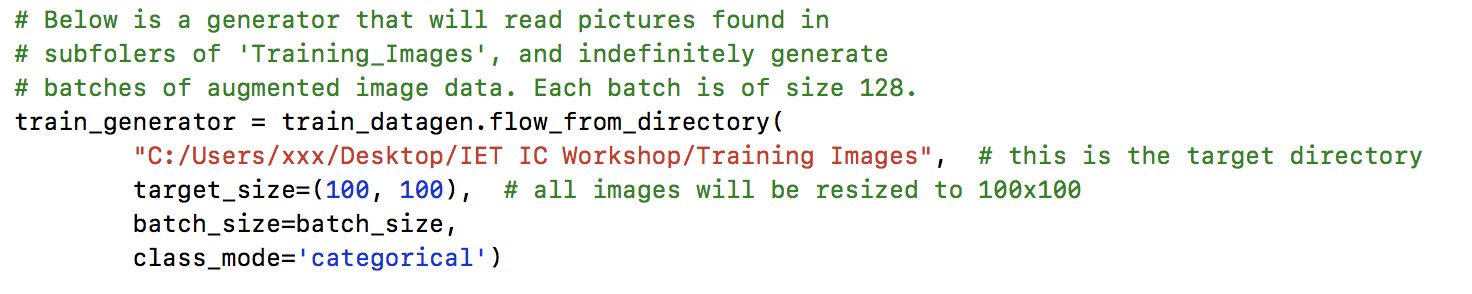 # Below is a generator that will read pictures found in
# subfolers of 'Training_Images', and indefinitely generate
# batches of augmented image data. Each batch is of size 128.
train_generator = train_datagen.flow_from_directory(
        "C:/Users/xxx/Desktop/IET IC Workshop/Training Images",  # this is the target directory
        target_size=(100, 100),  # all images will be resized to 100x100
        batch_size=batch_size,
        class_mode='categorical')